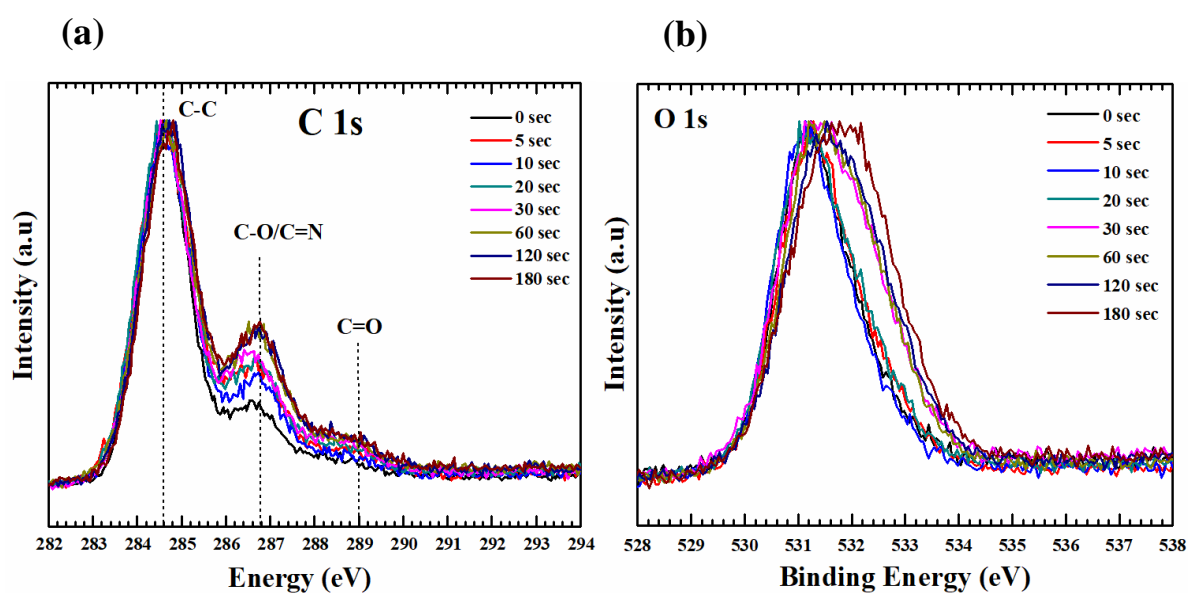 (a)
(b)
C-C
C 1s
0 sec
5 sec
10 sec
20 sec
30 sec
60 sec
120 sec
180 sec
C-O/C=N
C=O
Intensity (a.u)
282 283 284 285 286 287 288 289 290 291 292 293 294
Energy (eV)
O 1s
0 sec
5 sec
10 sec
20 sec
30 sec
60 sec
120 sec
180 sec
Intensity (a.u)
528 529 530 531 532 533 534 535 536 537 538
Binding Energy (eV)